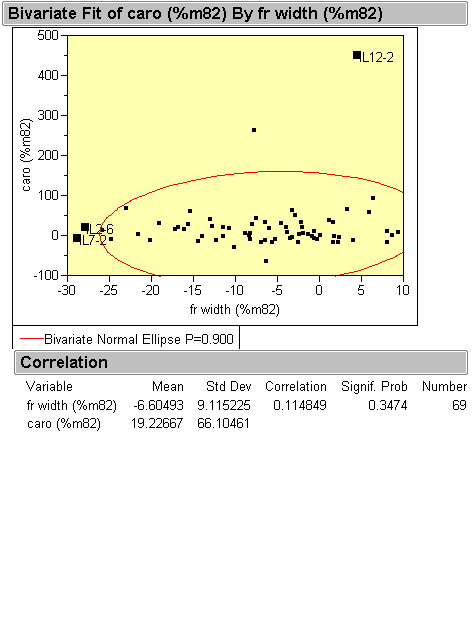 Bivariate Fit of caro (%m82) By fr width (%m82)
500
400
300
200
100
0
-100
caro (%m82)
IL12-2
IL2-6
IL7-2
-30 -25 -20 -15 -10 -5 0 5 10
fr width (%m82)
Bivariate Normal Ellipse P=0.900
Correlation
Variable Mean Std Dev Correlation Signif. Prob Number
fr width (%m82) -6.60493 9.115225 0.114849 0.3474 69
caro (%m82) 19.22667 66.10461